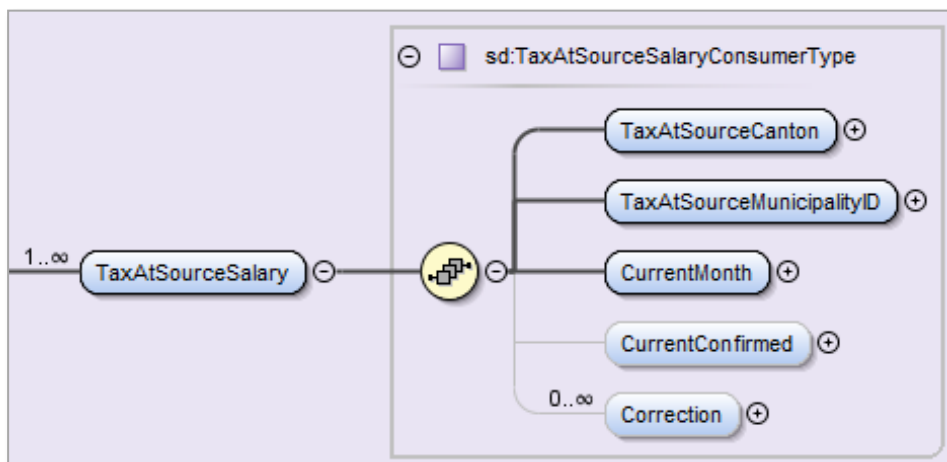 sd:TaxAtSourceSalaryConsumerType
TaxAtSourceCanton
TaxAtSourceMunicipalityID
1..∞
TaxAtSourceSalary
CurrentMonth
CurrentConfirmed
0..∞
Correction